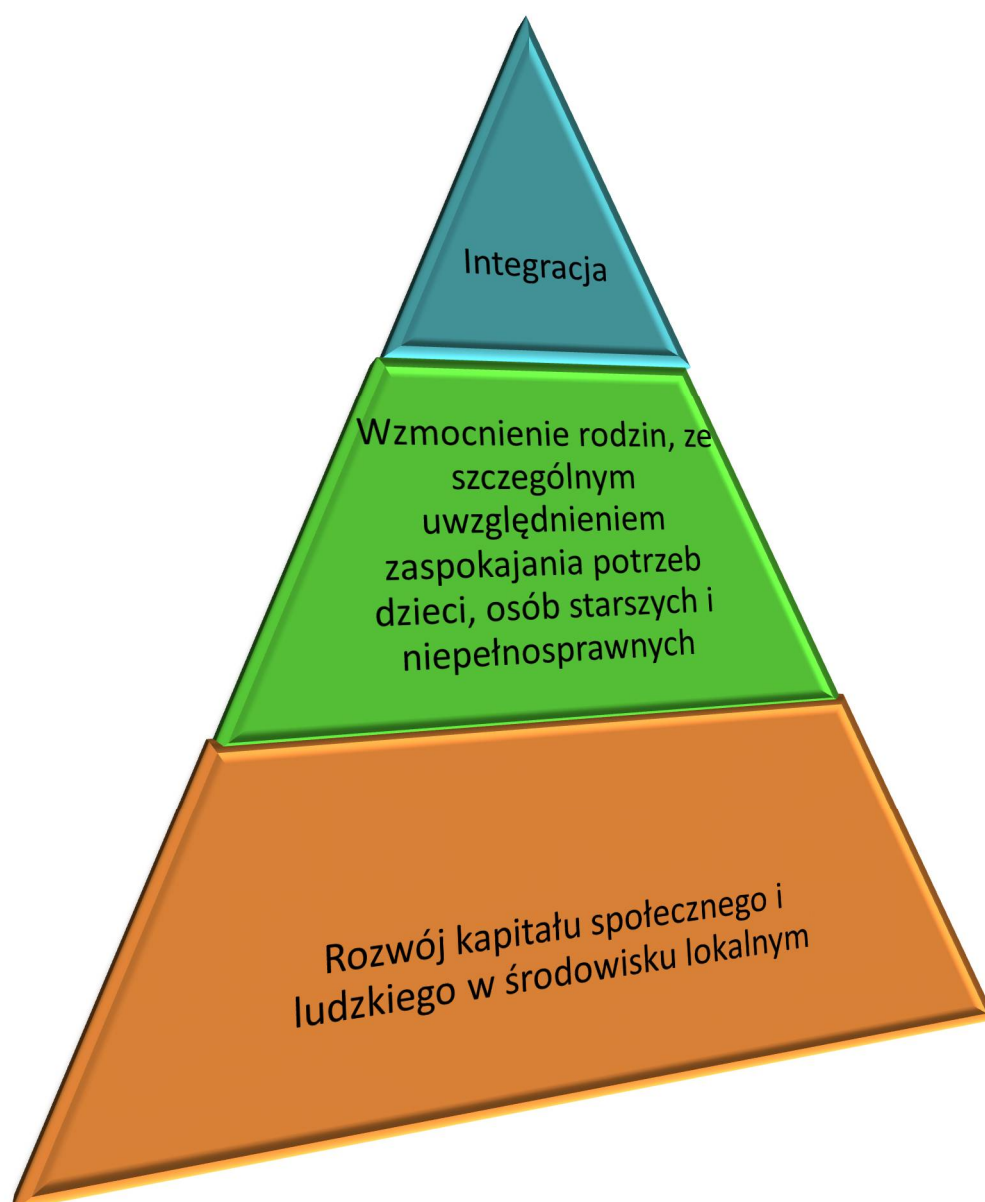 Integracja
Wzmocnienie rodzin, ze
szczególnym
uwzględnieniem
zaspokajania potrzeb
dzieci, osób starszych i
niepełnosprawnych
Rozwój kapitału społecznego i
ludzkiego w środowisku lokalnym